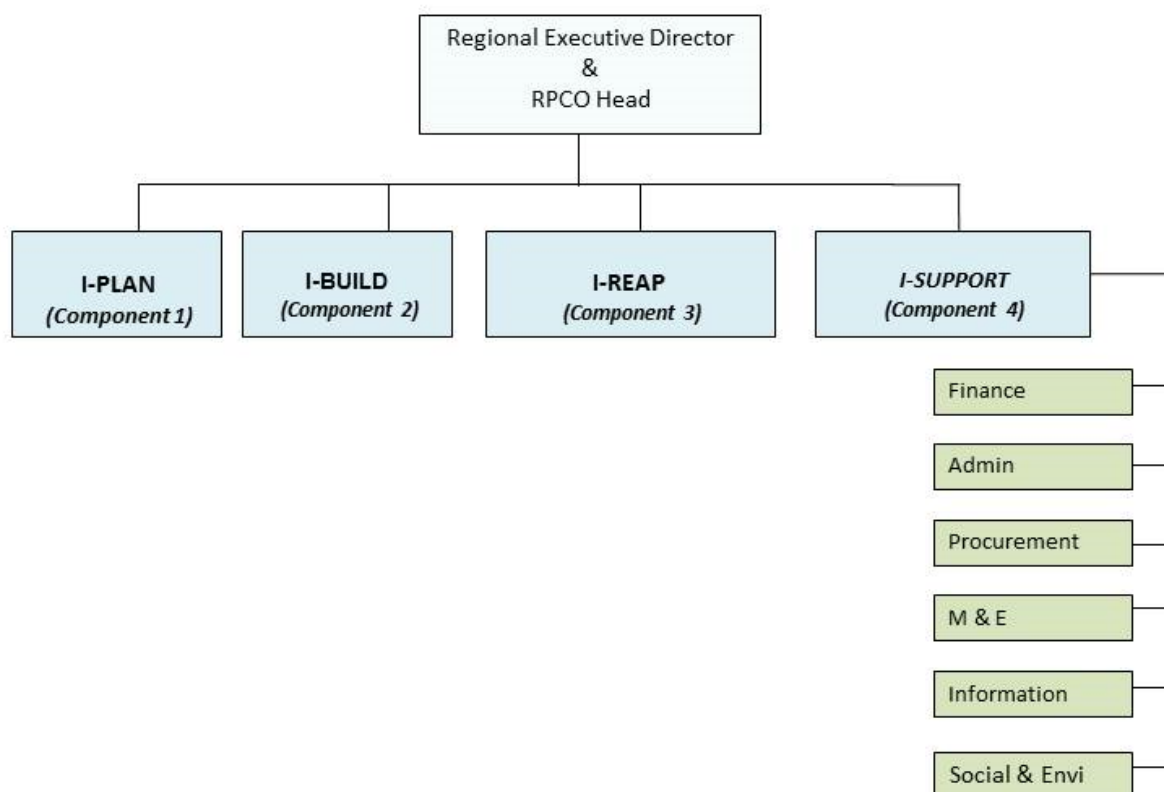 Regional Executive Director
&
RPCO Head
I-PLAN
(Component 1)
I-BUILD
(Component 2)
I-REAP
(Component 3)
I-SUPPORT
(Component 4)
Finance
Admin
Procurement
M & E
Information
Social & Envi